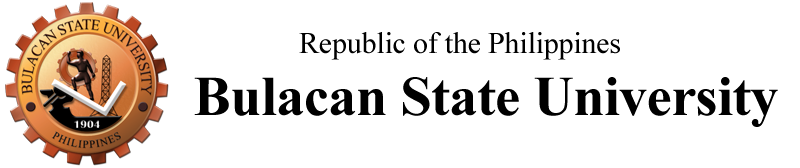 BULACAN STATE UNIVERSITY
1904
PHILIPPINES
Republic of the Philippines
Bulacan State University